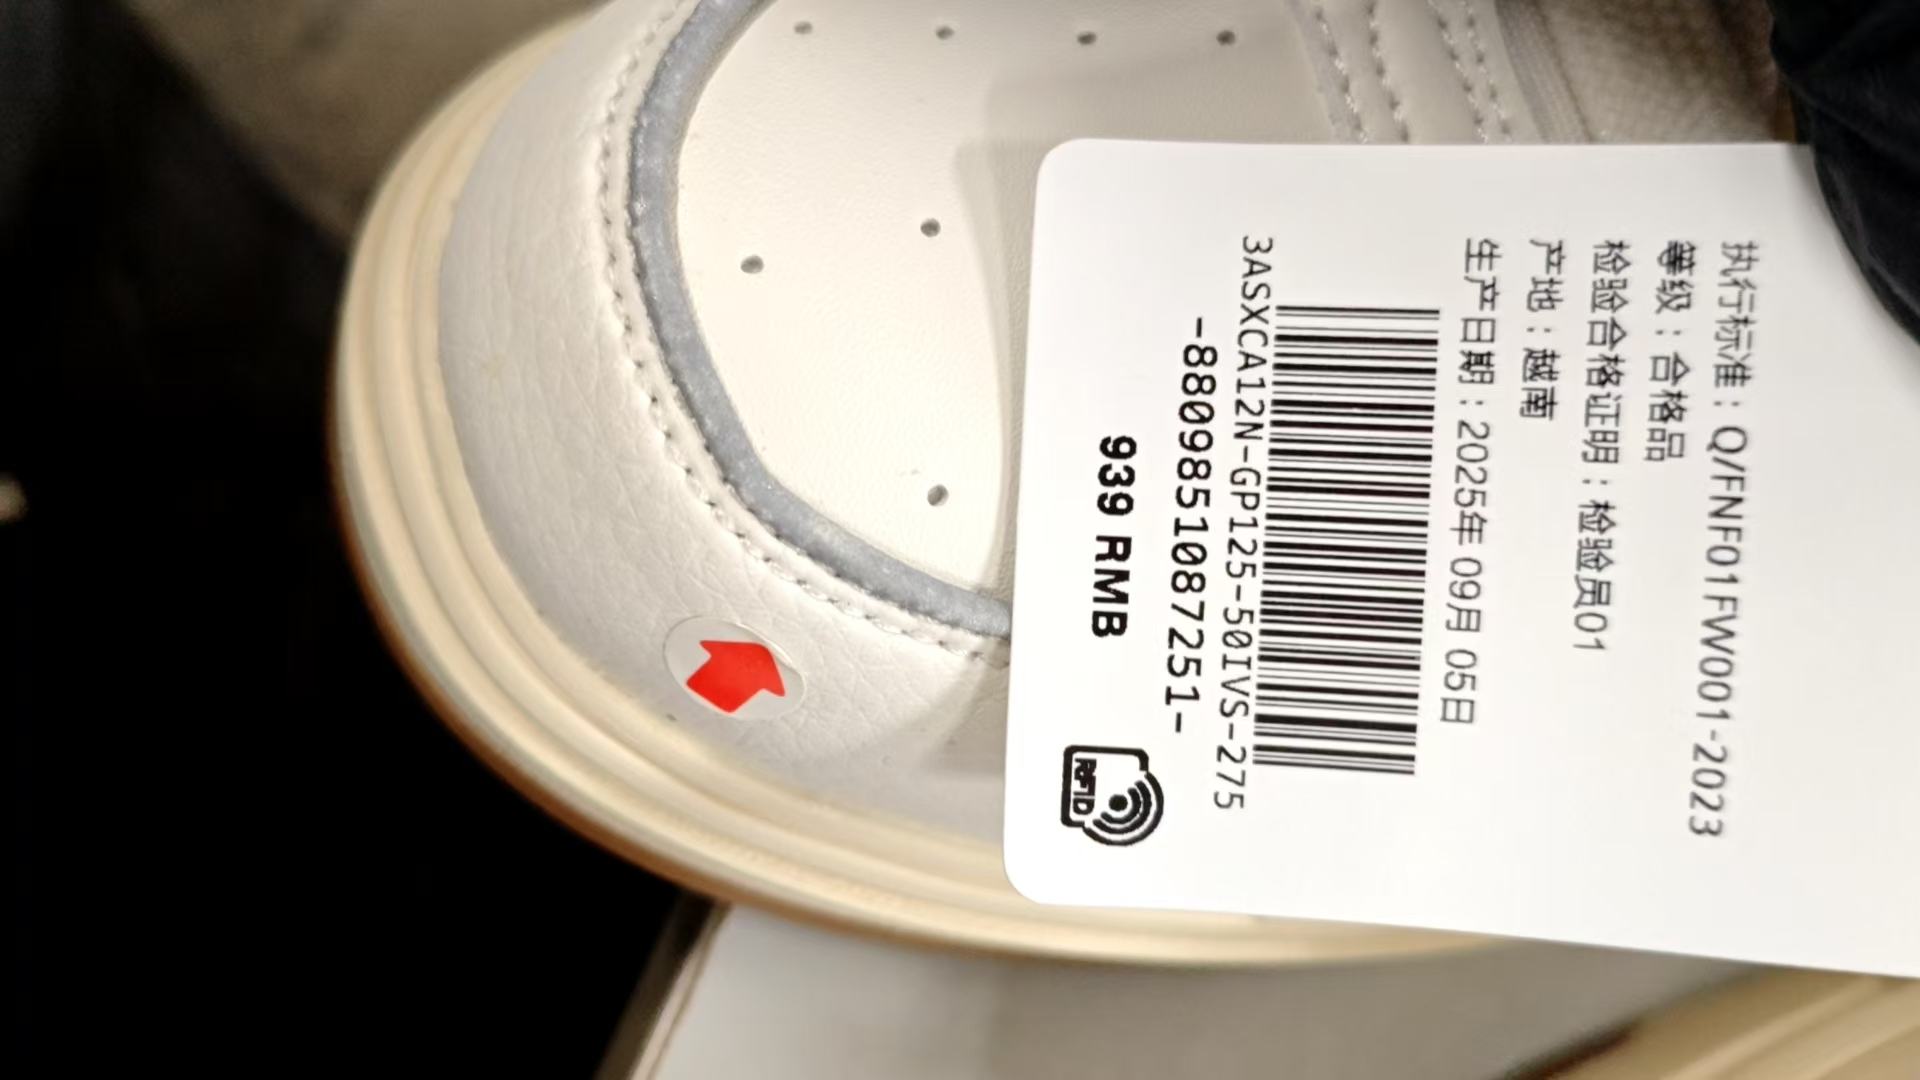 执行标准：Q/FNF01FW001-2023
等级：合格品
检验合格证明：检验员01
产地：越南
生产日期：2025年 09月 05日
3ASXCA12N-GP125-50IVS-275
-8809851087251-
939 RMB
RFID